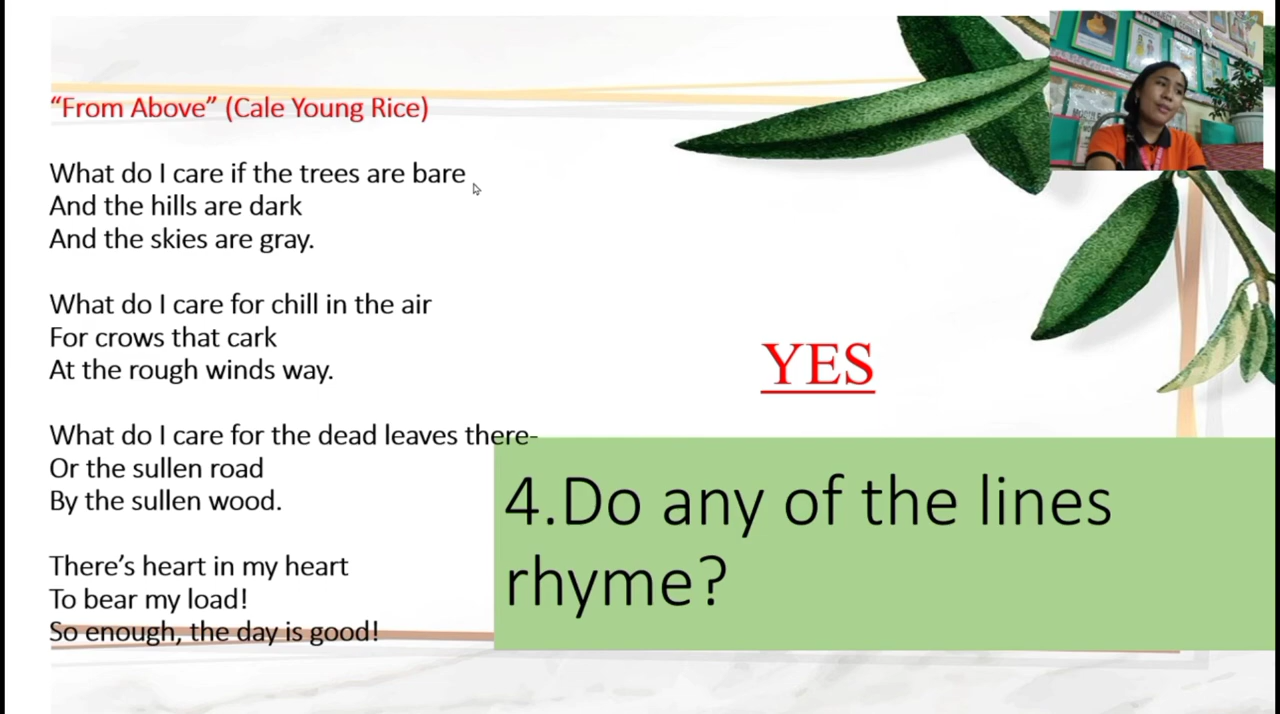 “From Above” (Cale Young Rice)
What do I care if the trees are bare
And the hills are dark
And the skies are gray.
What do I care for chill in the air
For crows that cark
At the rough winds way.
What do I care for the dead leaves there-
Or the sullen road
By the sullen wood.
There’s heart in my heart
To bear my load!
So enough, the day is good!
YES
4.Do any of the lines
rhyme?